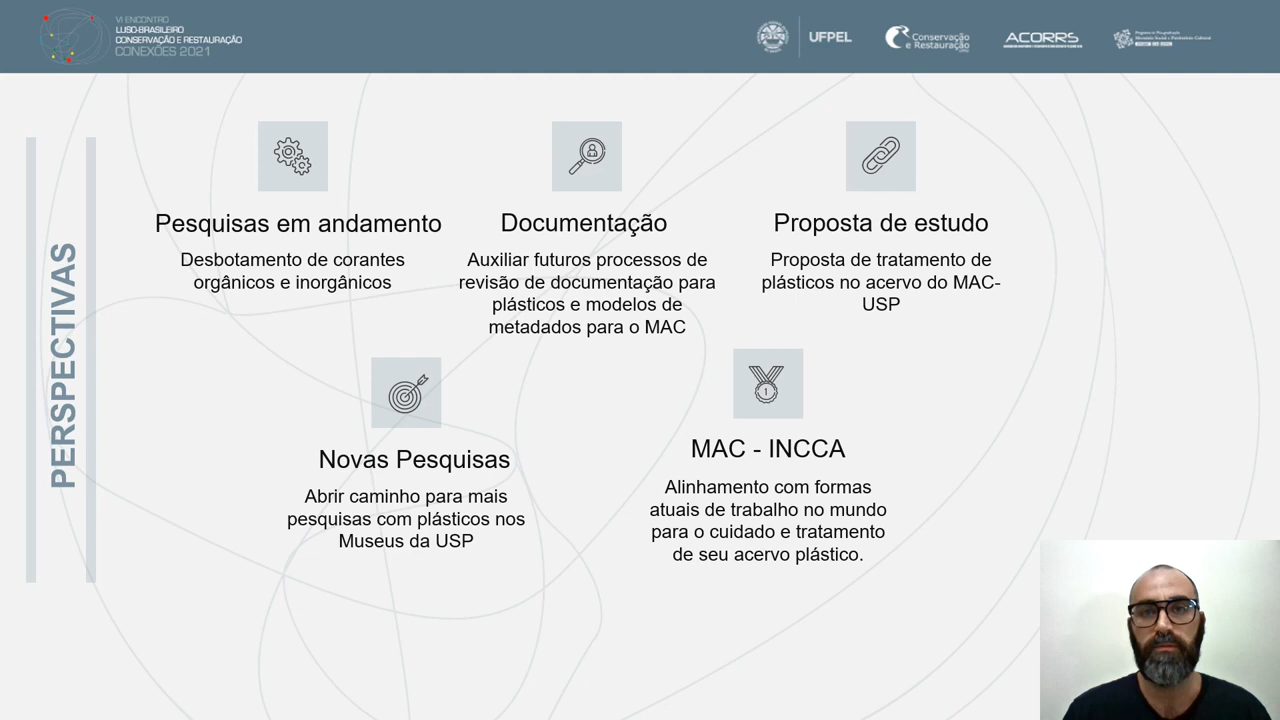 VI ENCONTRO
LUSO-BRASILEIRO
CONSERVAÇÃO E RESTAURAÇÃO
CONEXÕES 2021
UFPEL
Conservação
e Restauração
ACORRS
PERSPECTIVAS
Pesquisas em andamento
Desbotamento de corantes
orgânicos e inorgânicos
Documentação
Auxiliar futuros processos de
revisão de documentação para
plásticos e modelos de
metadados para o MAC
Proposta de estudo
Proposta de tratamento de
plásticos no acervo do MAC-
USP
Novas Pesquisas
Abrir caminho para mais
pesquisas com plásticos nos
Museus da USP
1
MAC - INCCA
Alinhamento com formas
atuais de trabalho no mundo
para o cuidado e tratamento
de seu acervo plástico.